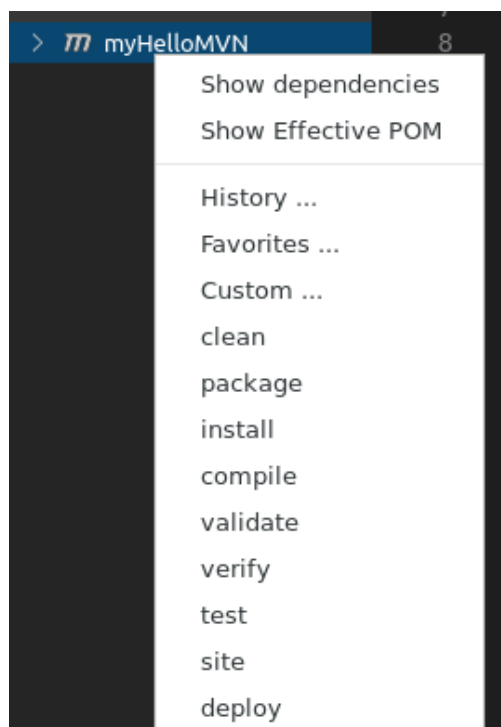 myHelloMVN
8
Show dependencies
Show Effective POM
History ...
Favorites ...
Custom ...
clean
package
install
compile
validate
verify
test
site
deploy